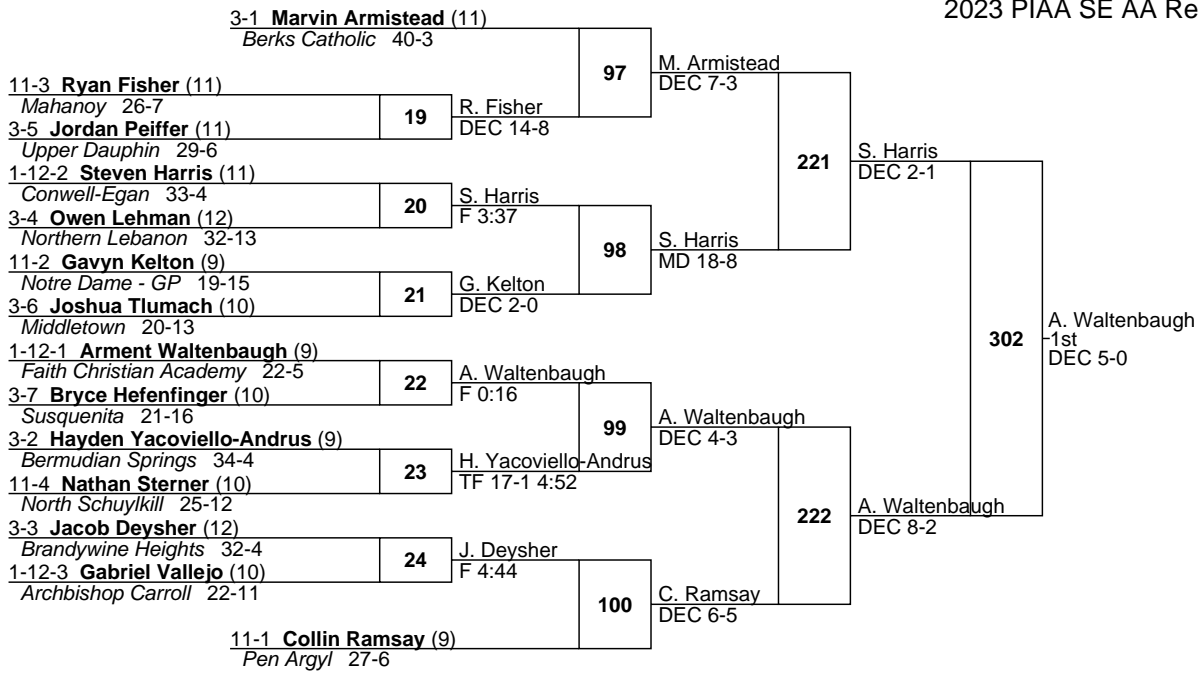 2023 PIAA SE AA Re
3-1 Marvin Armistead (11)
Berks Catholic 40-3
11-3 Ryan Fisher (11)
Mahanoy 26-7
3-5 Jordan Peiffer (11)
Upper Dauphin 29-6
1-12-2 Steven Harris (11)
Conwell-Egan 33-4
3-4 Owen Lehman (12)
Northern Lebanon 32-13
11-2 Gavyn Kelton (9)
Notre Dame - GP 19-15
3-6 Joshua Tlumach (10)
Middletown 20-13
1-12-1 Arment Waltenbaugh (9)
Faith Christian Academy 22-5
3-7 Bryce Hefenfinger (10)
Susquenita 21-16
3-2 Hayden Yacoviello-Andrus (9)
Bermudian Springs 34-4
11-4 Nathan Sterner (10)
North Schuylkill 25-12
3-3 Jacob Deysher (12)
Brandywine Heights 32-4
1-12-3 Gabriel Vallejo (10)
Archbishop Carroll 22-11
11-1 Collin Ramsay (9)
Pen Argyl 27-6
19
20
21
22
23
24
R. Fisher
DEC 14-8
S. Harris
F 3:37
G. Kelton
DEC 2-0
A. Waltenbaugh
F 0:16
H. Yacoviello-Andrus
TF 17-1 4:52
J. Deysher
F 4:44
97
98
99
100
M. Armistead
DEC 7-3
S. Harris
MD 18-8
A. Waltenbaugh
DEC 4-3
C. Ramsay
DEC 6-5
221
222
S. Harris
DEC 2-1
A. Waltenbaugh
DEC 8-2
302
A. Waltenbaugh
1st
DEC 5-0